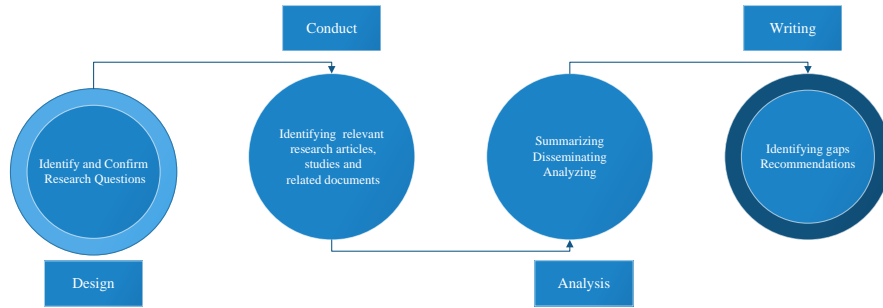 Conduct
Writing
Identify and Confirm
Research Questions
Identifying relevant
research articles,
studies and
related documents
Summarizing
Disseminating
Analyzing
Identifying gaps
Recommendations
Design
Analysis